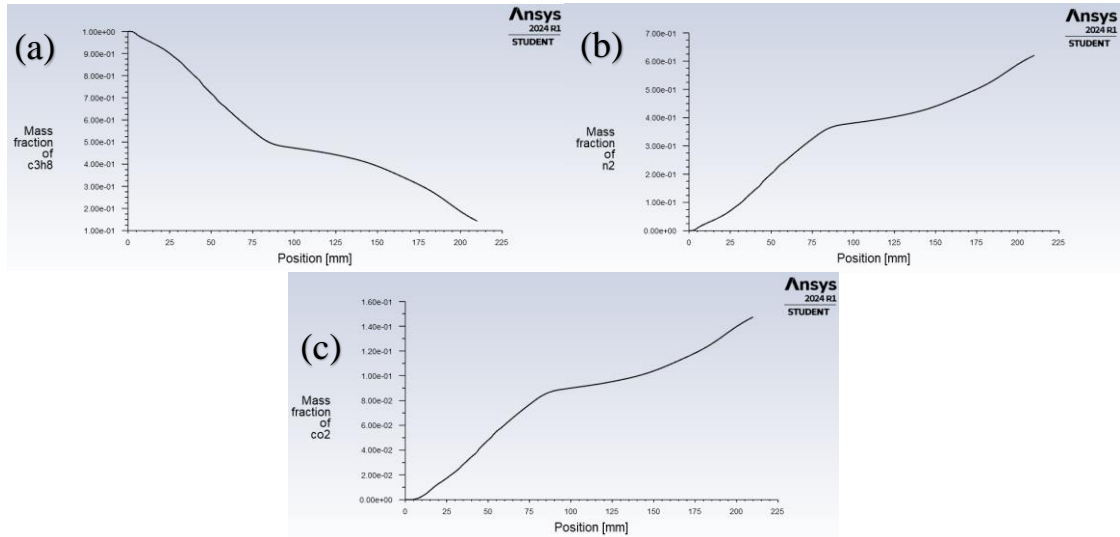 (a)
Ansys
2024 R1
STUDENT
1.00e+00
9.00e-01
8.00e-01
7.00e-01
6.00e-01
5.00e-01
4.00e-01
3.00e-01
2.00e-01
1.00e-01
Mass
fraction
of
c3h8
0 25 50 75 100 125 150 175 200 225
Position [mm]
(b)
Ansys
2024 R1
STUDENT
7.00e-01
6.00e-01
5.00e-01
4.00e-01
3.00e-01
2.00e-01
1.00e-01
0.00e+00
Mass
fraction
of
n2
0 25 50 75 100 125 150 175 200 225
Position [mm]
(c)
Ansys
2024 R1
STUDENT
1.60e-01
1.40e-01
1.20e-01
1.00e-01
8.00e-02
6.00e-02
4.00e-02
2.00e-02
0.00e+00
Mass
fraction
of
co2
0 25 50 75 100 125 150 175 200 225
Position [mm]